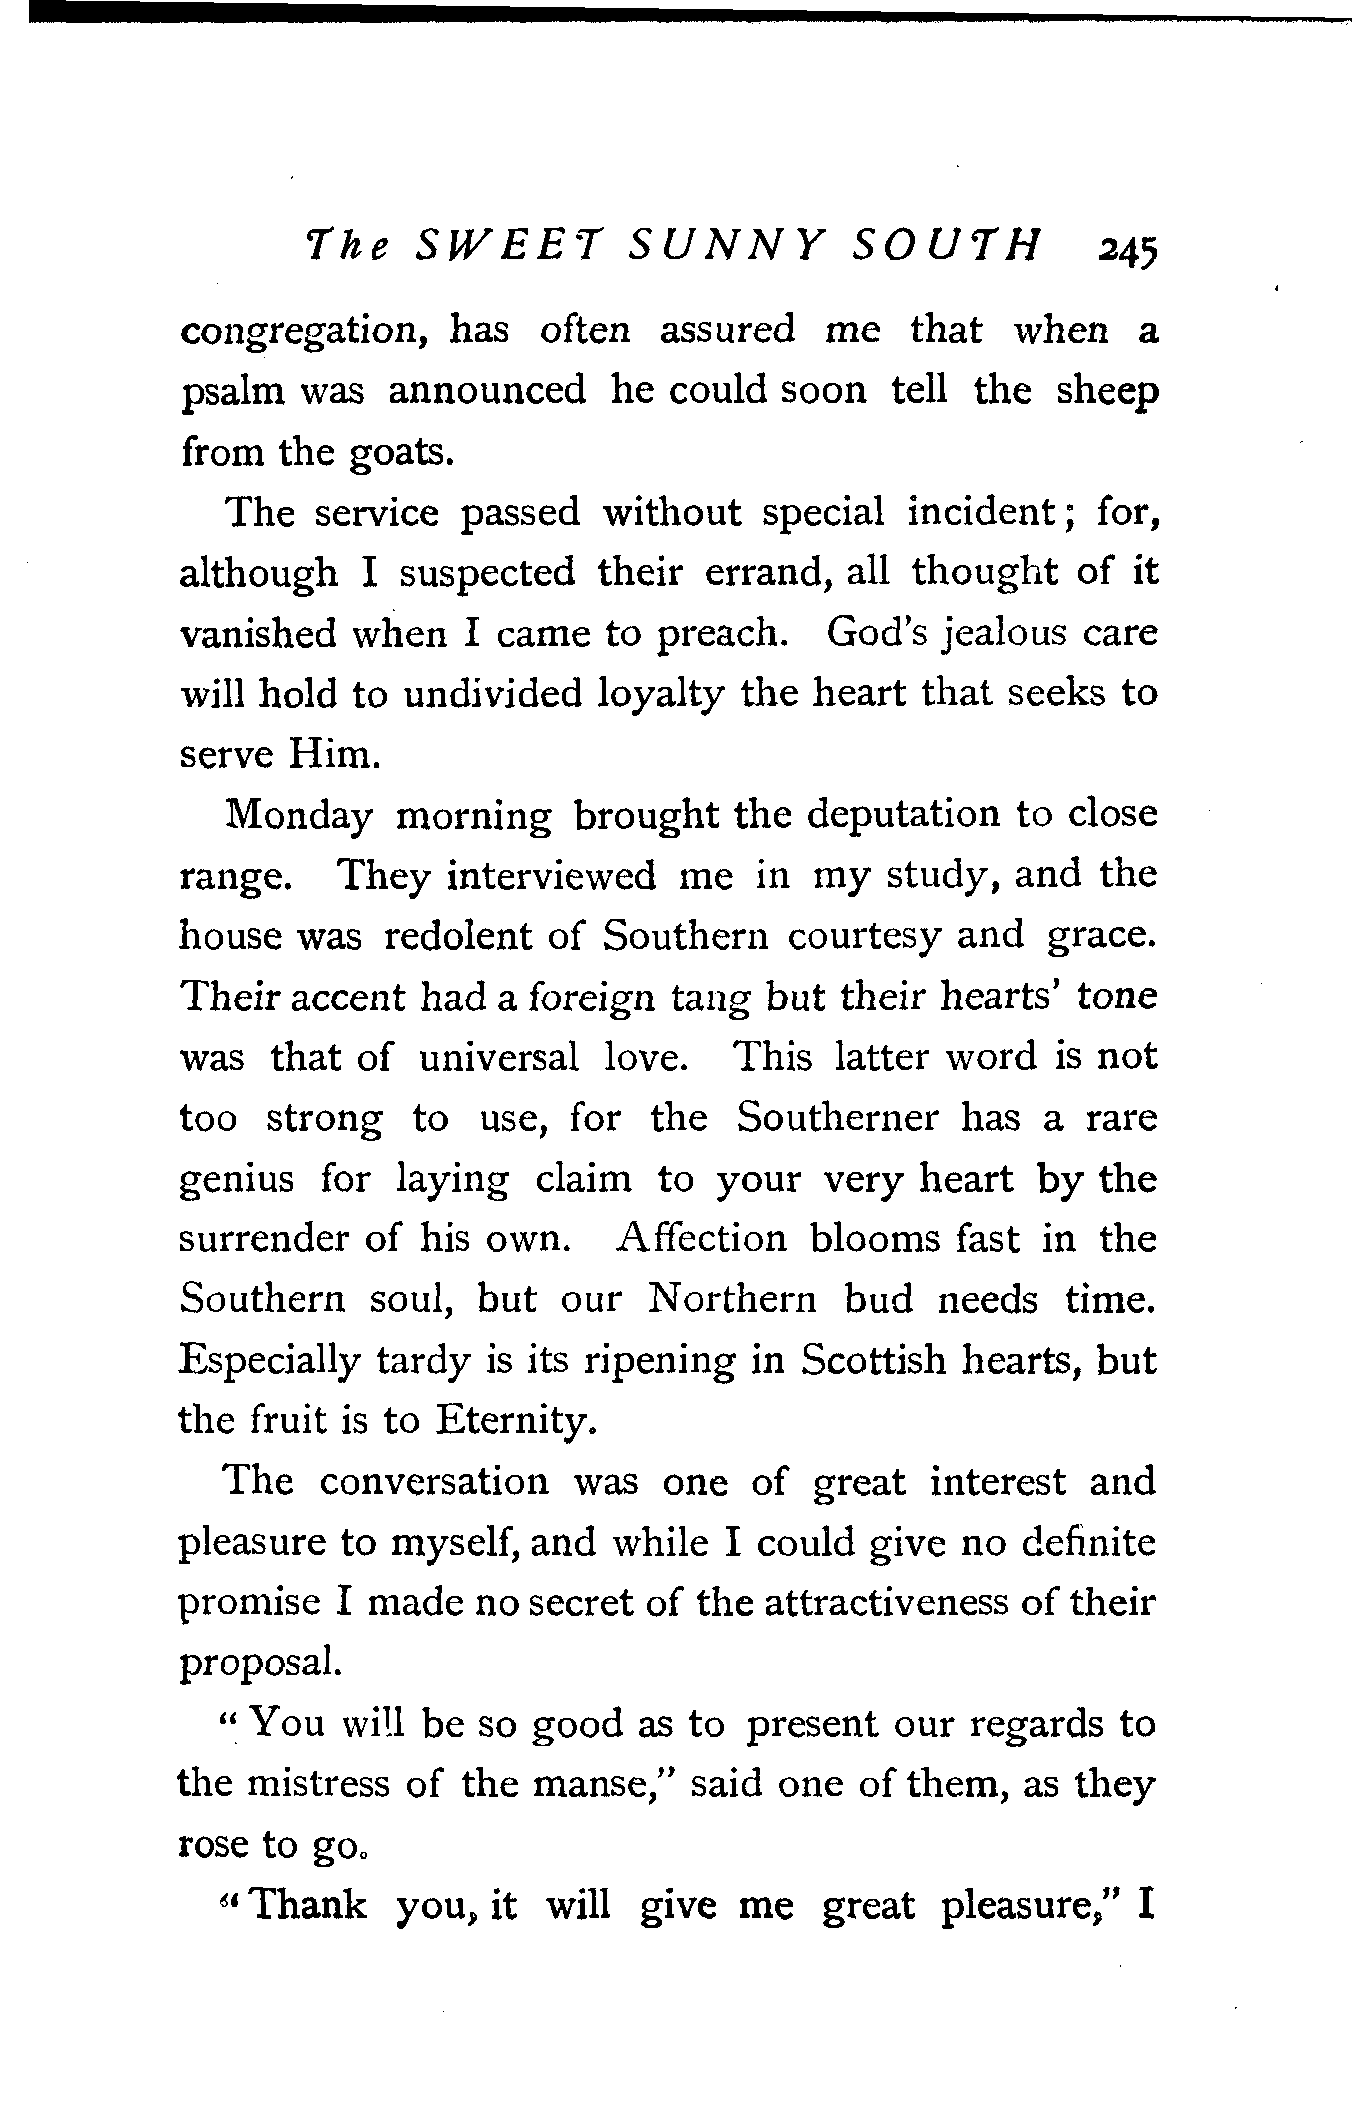 The SWEET SUNNY SOUTH 245
congregation, has often assured me that when a
psalm was announced he could soon tell the sheep
from the goats.
The service passed without special incident; for,
although I suspected their errand, all thought of it
vanished when I came to preach. God's jealous care
will hold to undivided loyalty the heart that seeks to
serve Him.
Monday morning brought the deputation to close
range. They interviewed me in my study, and the
house was redolent of Southern courtesy and grace.
Their accent had a foreign tang but their hearts' tone
was that of universal love. This latter word is not
too strong to use, for the Southerner has a rare
genius for laying claim to your very heart by the
surrender of his own. Affection blooms fast in the
Southern soul, but our Northern bud needs time.
Especially tardy is its ripening in Scottish hearts, but
the fruit is to Eternity.
The conversation was one of great interest and
pleasure to myself, and while I could give no definite
promise I made no secret of the attractiveness of their
proposal.
"You will be so good as to present our regards to
the mistress of the manse," said one of them, as they
rose to go.
"Thank you, it will give me great pleasure," I